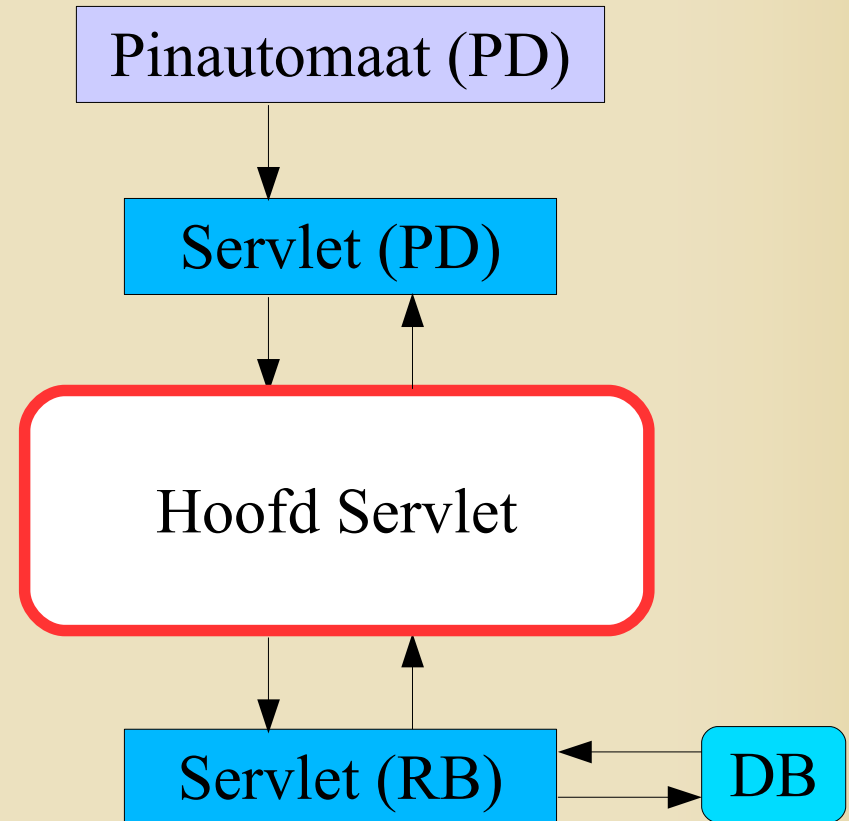 Pinautomaat (PD)
Servlet (PD)
Hoofd Servlet
Servlet (RB)
DB